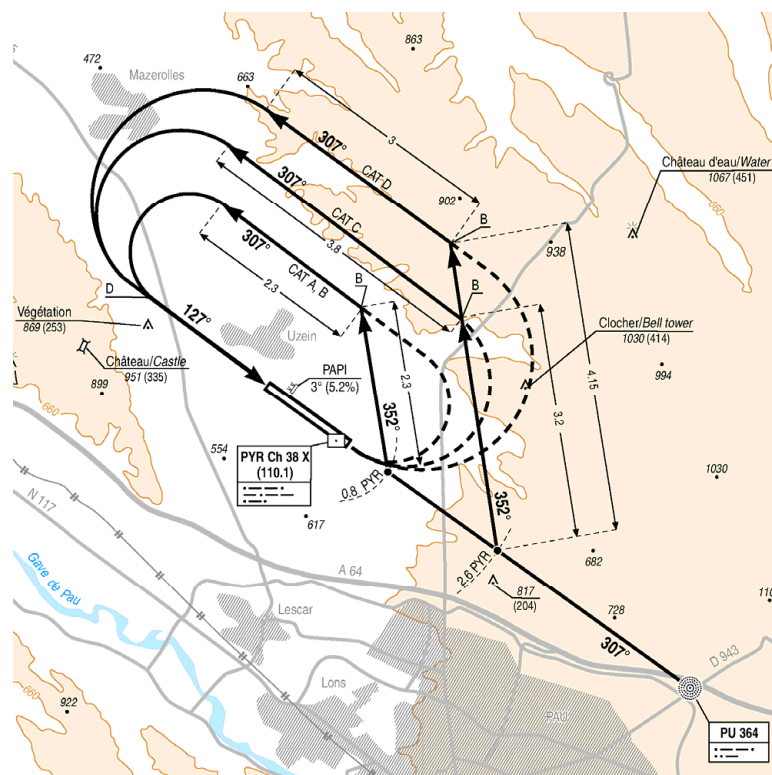 863
472
Mazerolles
663
3
307°
CAT D
Château d'eau/Water
1067 (451)
307°
CAT C
902
B
660
307°
CAT A, B
3.8
938
2.3
B
B
D
127°
Végétation
869 (253)
Uzein
Clocher/Bell tower
1030 (414)
Château/Castle
951 (335)
PAPI
3° (5.2%)
2.3
4.15
994
899
3.2
660
352°
554
PYR Ch 38 X
(110.1)
0.8 PYR
352°
1030
N 117
617
2.6 PYR
682
Gave de Pau
A 64
817
(204)
728
110
Lescar
307°
D 943
Lons
922
PAU
PU 364